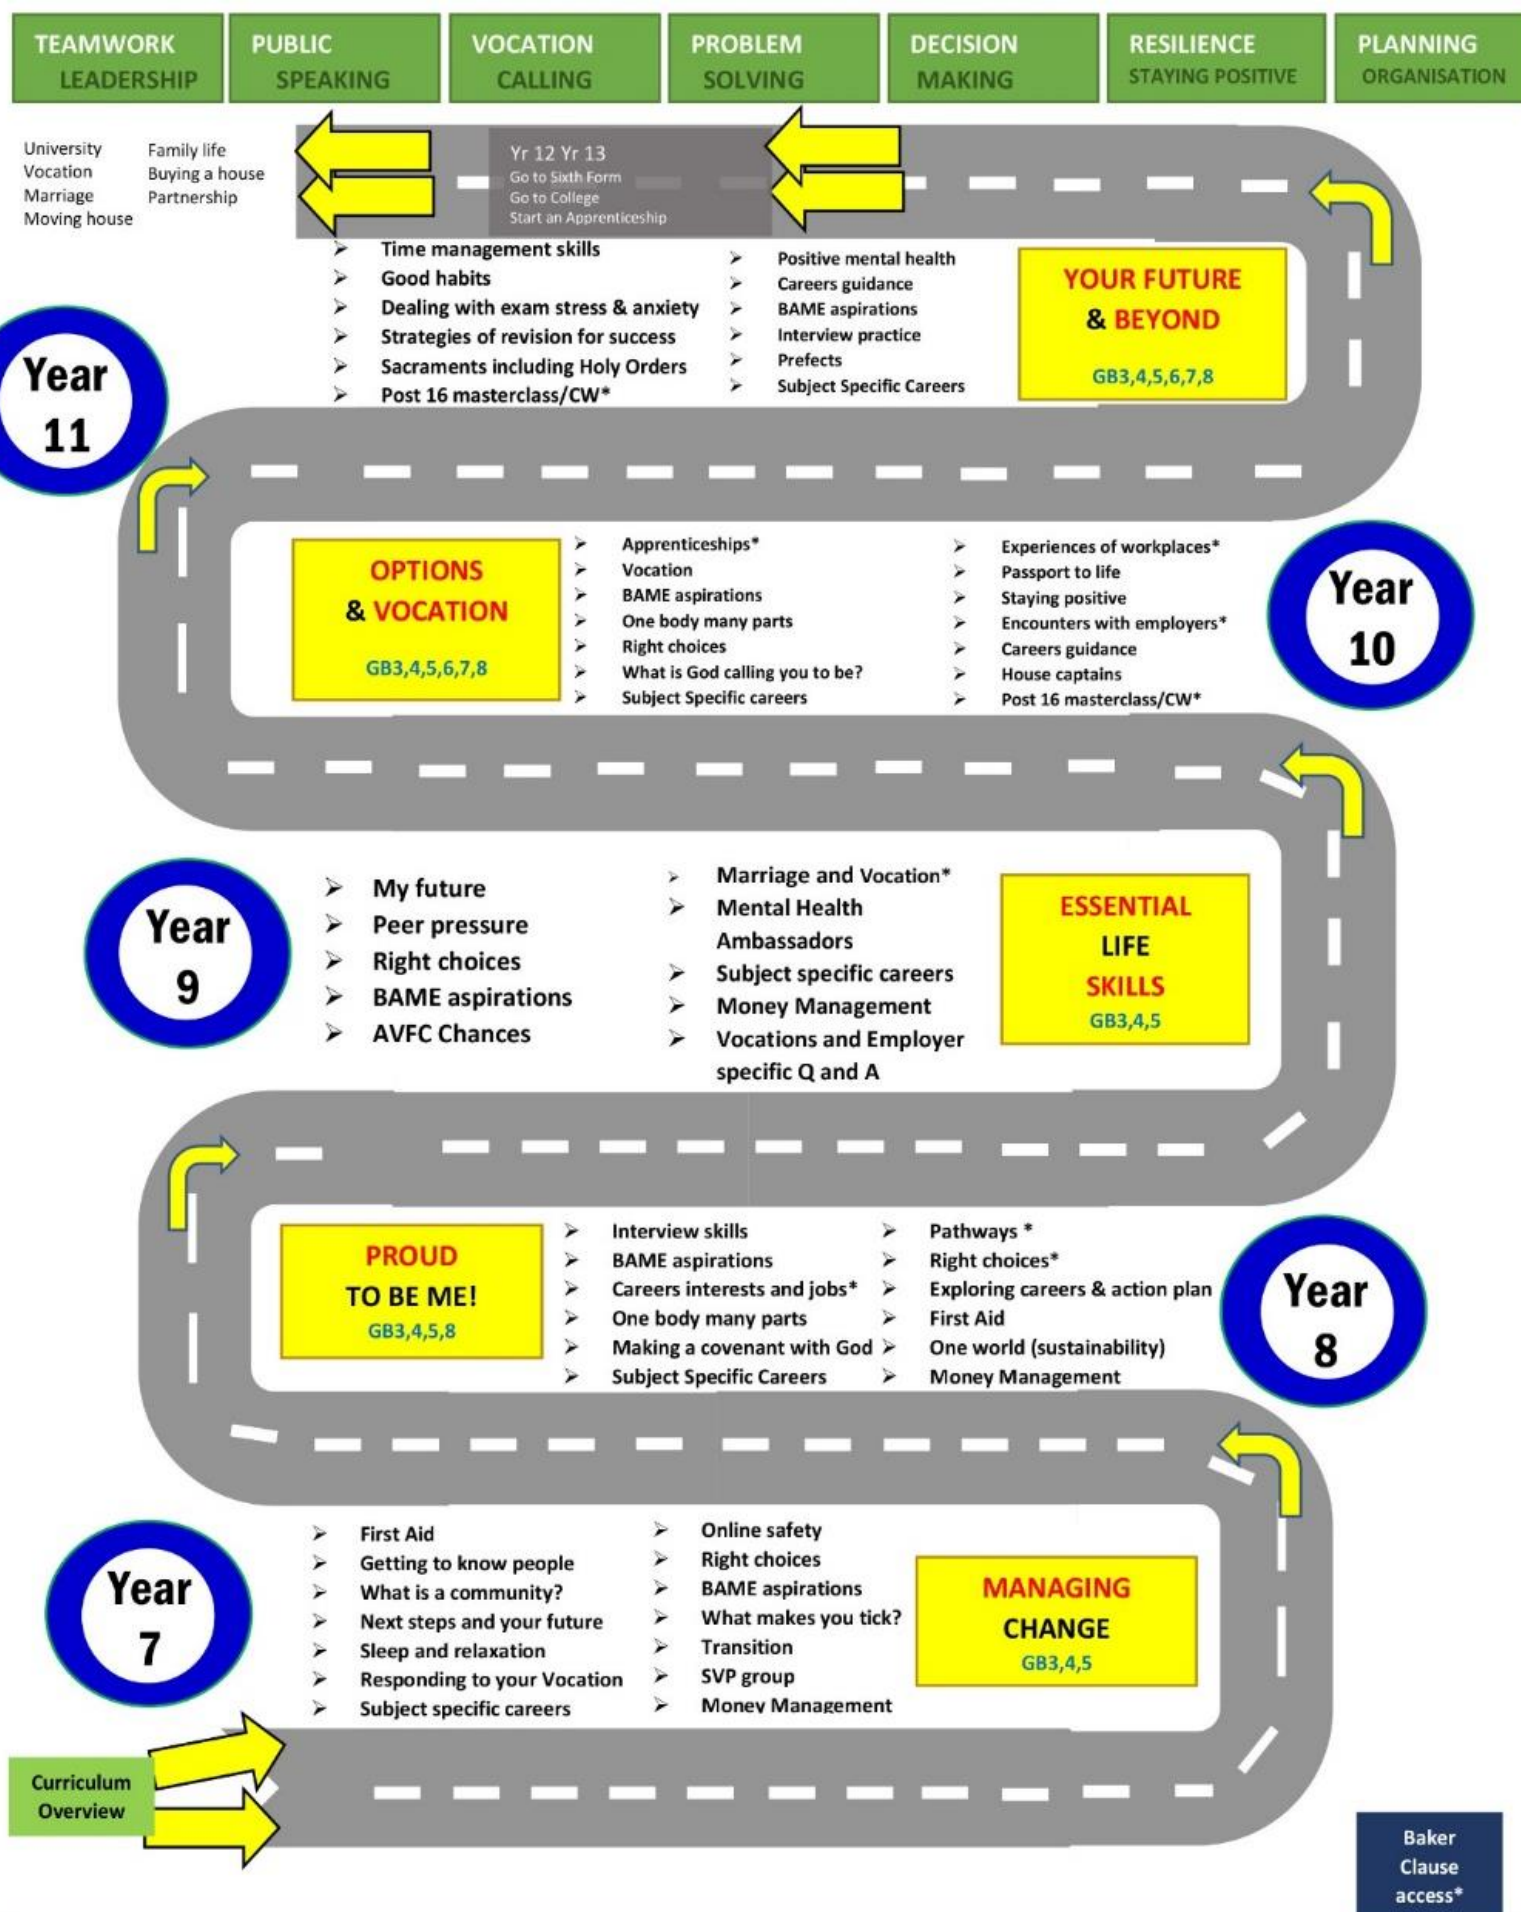 TEAMWORK
LEADERSHIP
PUBLIC
SPEAKING
VOCATION
CALLING
PROBLEM
SOLVING
DECISION
MAKING
RESILIENCE
STAYING POSITIVE
PLANNING
ORGANISATION
University
Vocation
Marriage
Moving house
Family life
Buying a house
Partnership
Yr 12 Yr 13
Go to Sixth Form
Go to College
Start an Apprenticeship
Year
11
Time management skills
Good habits
Dealing with exam stress & anxiety
Strategies of revision for success
Sacraments including Holy Orders
Post 16 masterclass/CW*
Positive mental health
Careers guidance
BAME aspirations
Interview practice
Prefects
Subject Specific Careers
YOUR FUTURE
& BEYOND
GB3,4,5,6,7,8
OPTIONS
& VOCATION
GB3,4,5,6,7,8
Apprenticeships*
Vocation
BAME aspirations
One body many parts
Right choices
What is God calling you to be?
Subject Specific careers
Experiences of workplaces*
Passport to life
Staying positive
Encounters with employers*
Careers guidance
House captains
Post 16 masterclass/CW*
Year
10
Year
9
My future
Peer pressure
Right choices
BAME aspirations
AVFC Chances
Marriage and Vocation*
Mental Health
Ambassadors
Subject specific careers
Money Management
Vocations and Employer
specific Q and A
ESSENTIAL
LIFE
SKILLS
GB3,4,5
PROUD
TO BE ME!
GB3,4,5,8
Interview skills
BAME aspirations
Careers interests and jobs*
One body many parts
Making a covenant with God
Subject Specific Careers
Pathways *
Right choices*
Exploring careers & action plan
First Aid
One world (sustainability)
Money Management
Year
8
Year
7
First Aid
Getting to know people
What is a community?
Next steps and your future
Sleep and relaxation
Responding to your Vocation
Subject specific careers
Online safety
Right choices
BAME aspirations
What makes you tick?
Transition
SVP group
Money Management
MANAGING
CHANGE
GB3,4,5
Curriculum
Overview
Baker
Clause
access*